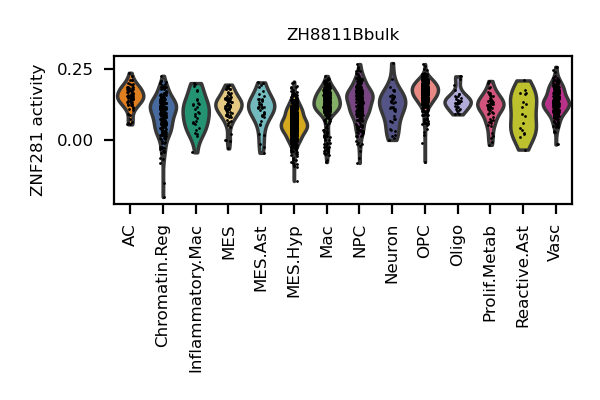 ZH8811Bbulk
ZNF281 activity
0.25
0.00
AC
Chromatin.Reg
Inflammatory.Mac
MES
MES.Ast
MES.Hyp
Mac
NPC
Neuron
OPC
Oligo
Prolif.Metab
Reactive.Ast
Vasc